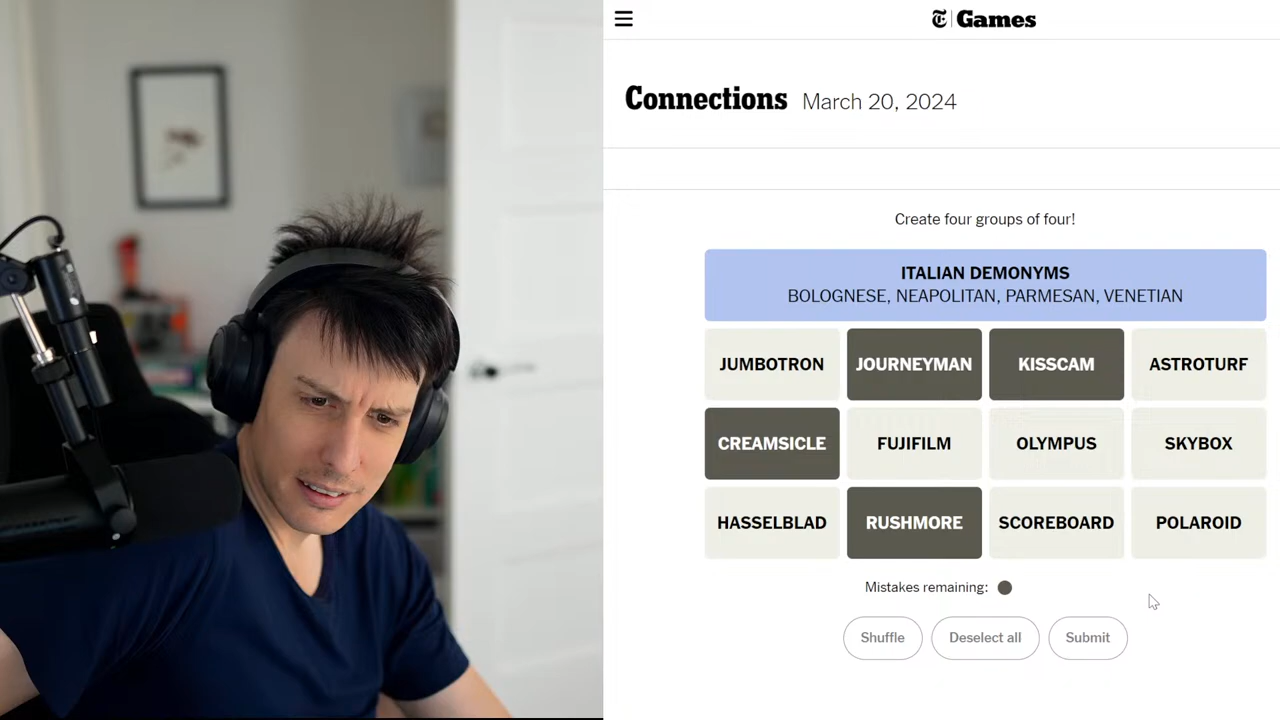 T Games
Connections March 20, 2024
Create four groups of four!
ITALIAN DEMONYMS
BOLOGNESE, NEAPOLITAN, PARMESAN, VENETIAN
JUMBOTRON JOURNEYMAN KISSCAM ASTROTURF
CREAMSICLE FUJIFILM OLYMPUS SKYBOX
HASSELBLAD RUSHMORE SCOREBOARD POLAROID
Mistakes remaining:
Shuffle Deselect all Submit